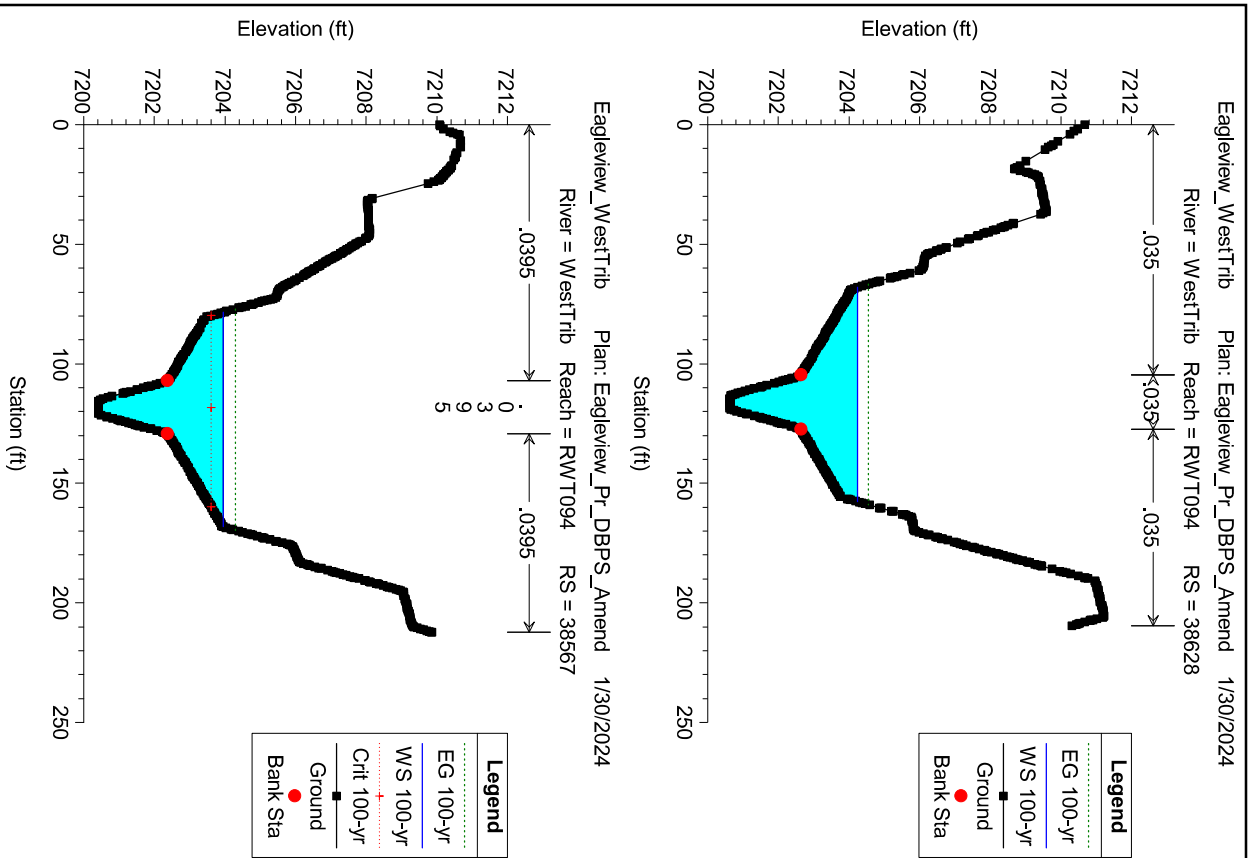 Eagleview_WestTrib Plan: Eagleview_Pr_DBPS_Amend 1/30/2024
River = WestTrib Reach = RWT094 RS = 38628
.035
.035
.035
Elevation (ft)
7212
7210
7208
7206
7204
7202
7200
0
50
100
150
200
250
Station (ft)
Legend
EG 100-yr
WS 100-yr
Ground
Bank Sta
Eagleview_WestTrib Plan: Eagleview_Pr_DBPS_Amend 1/30/2024
River = WestTrib Reach = RWT094 RS = 38567
.0395
.
0
3
9
5
.0395
Elevation (ft)
7212
7210
7208
7206
7204
7202
7200
0
50
100
150
200
250
Station (ft)
Legend
EG 100-yr
WS 100-yr
Crit 100-yr
Ground
Bank Sta